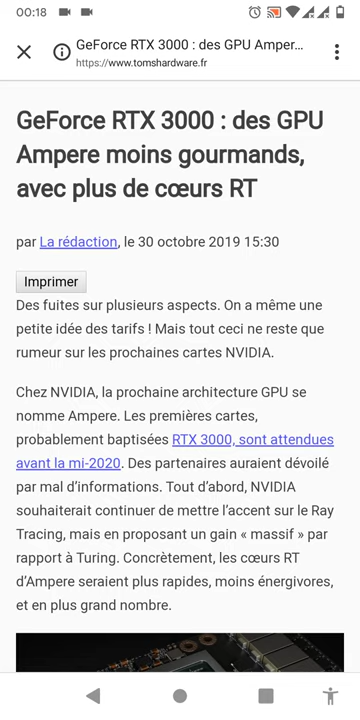 00:18
GeForce RTX 3000 : des GPU Amper...
https://www.tomshardware.fr
GeForce RTX 3000 : des GPU
Ampere moins gourmands,
avec plus de cœurs RT
par La rédaction, le 30 octobre 2019 15:30
Imprimer
Des fuites sur plusieurs aspects. On a même une
petite idée des tarifs ! Mais tout ceci ne reste que
rumeur sur les prochaines cartes NVIDIA.
Chez NVIDIA, la prochaine architecture GPU se
nomme Ampere. Les premières cartes,
probablement baptisées RTX 3000, sont attendues
avant la mi-2020. Des partenaires auraient dévoilé
par mal d’informations. Tout d’abord, NVIDIA
souhaiterait continuer de mettre l’accent sur le Ray
Tracing, mais en proposant un gain « massif » par
rapport à Turing. Concrètement, les cœurs RT
d’Ampere seraient plus rapides, moins énergivores,
et en plus grand nombre.